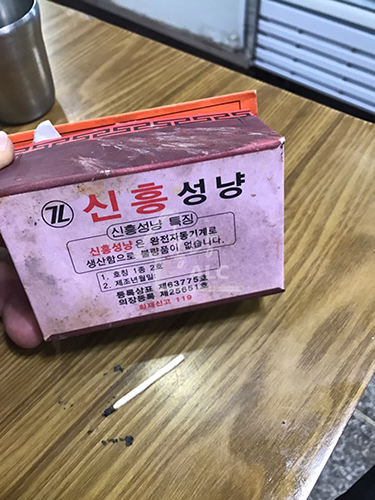 신흥 성냥
신흥성냥 특징
신흥성냥은 완전자동기계로
생산함으로 불량품이 없습니다.
1. 호칭 1종 2호
2. 제조년월일:
등록상표 제63775호
의장등록 제25651호
화재신고 119